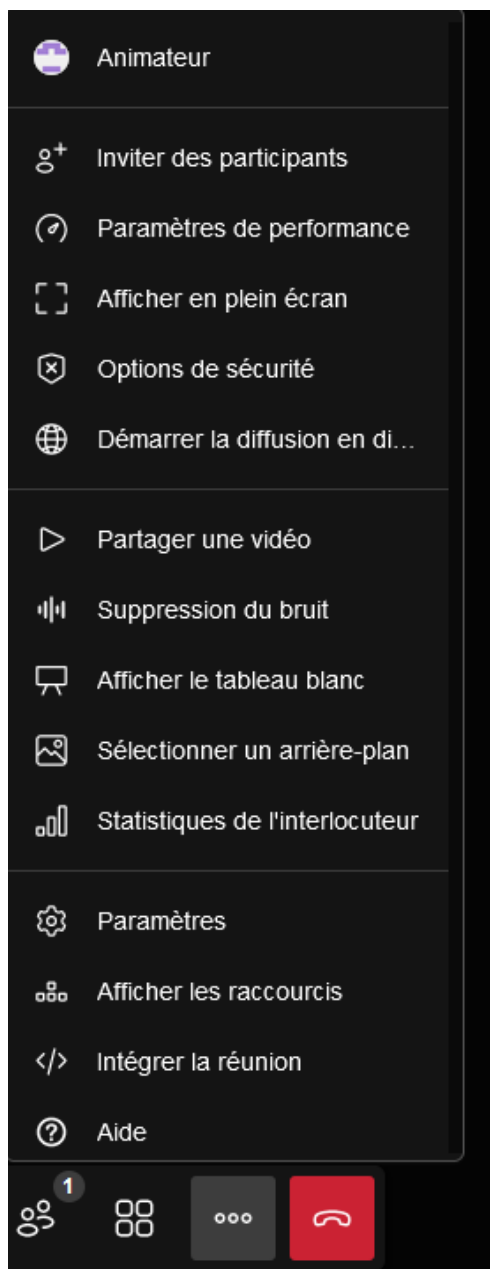 Animateur
Inviter des participants
Paramètres de performance
Afficher en plein écran
Options de sécurité
Démarrer la diffusion en di...
Partager une vidéo
Suppression du bruit
Afficher le tableau blanc
Sélectionner un arrière-plan
Statistiques de l'interlocuteur
Paramètres
Afficher les raccourcis
Intégrer la réunion
Aide
1